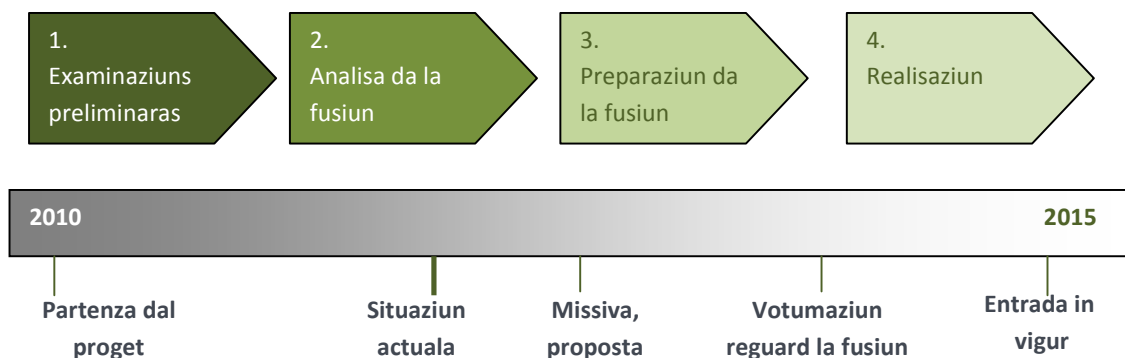 1.
Examinaziuns
preliminaras
2.
Analisa da la
fusiun
3.
Preparaziun da
la fusiun
4.
Realisaziun
2010
2015
Partenza dal
proget
Situaziun
actuala
Missiva,
proposta
Votumaziun
reguard la fusiun
Entrada in
vigur